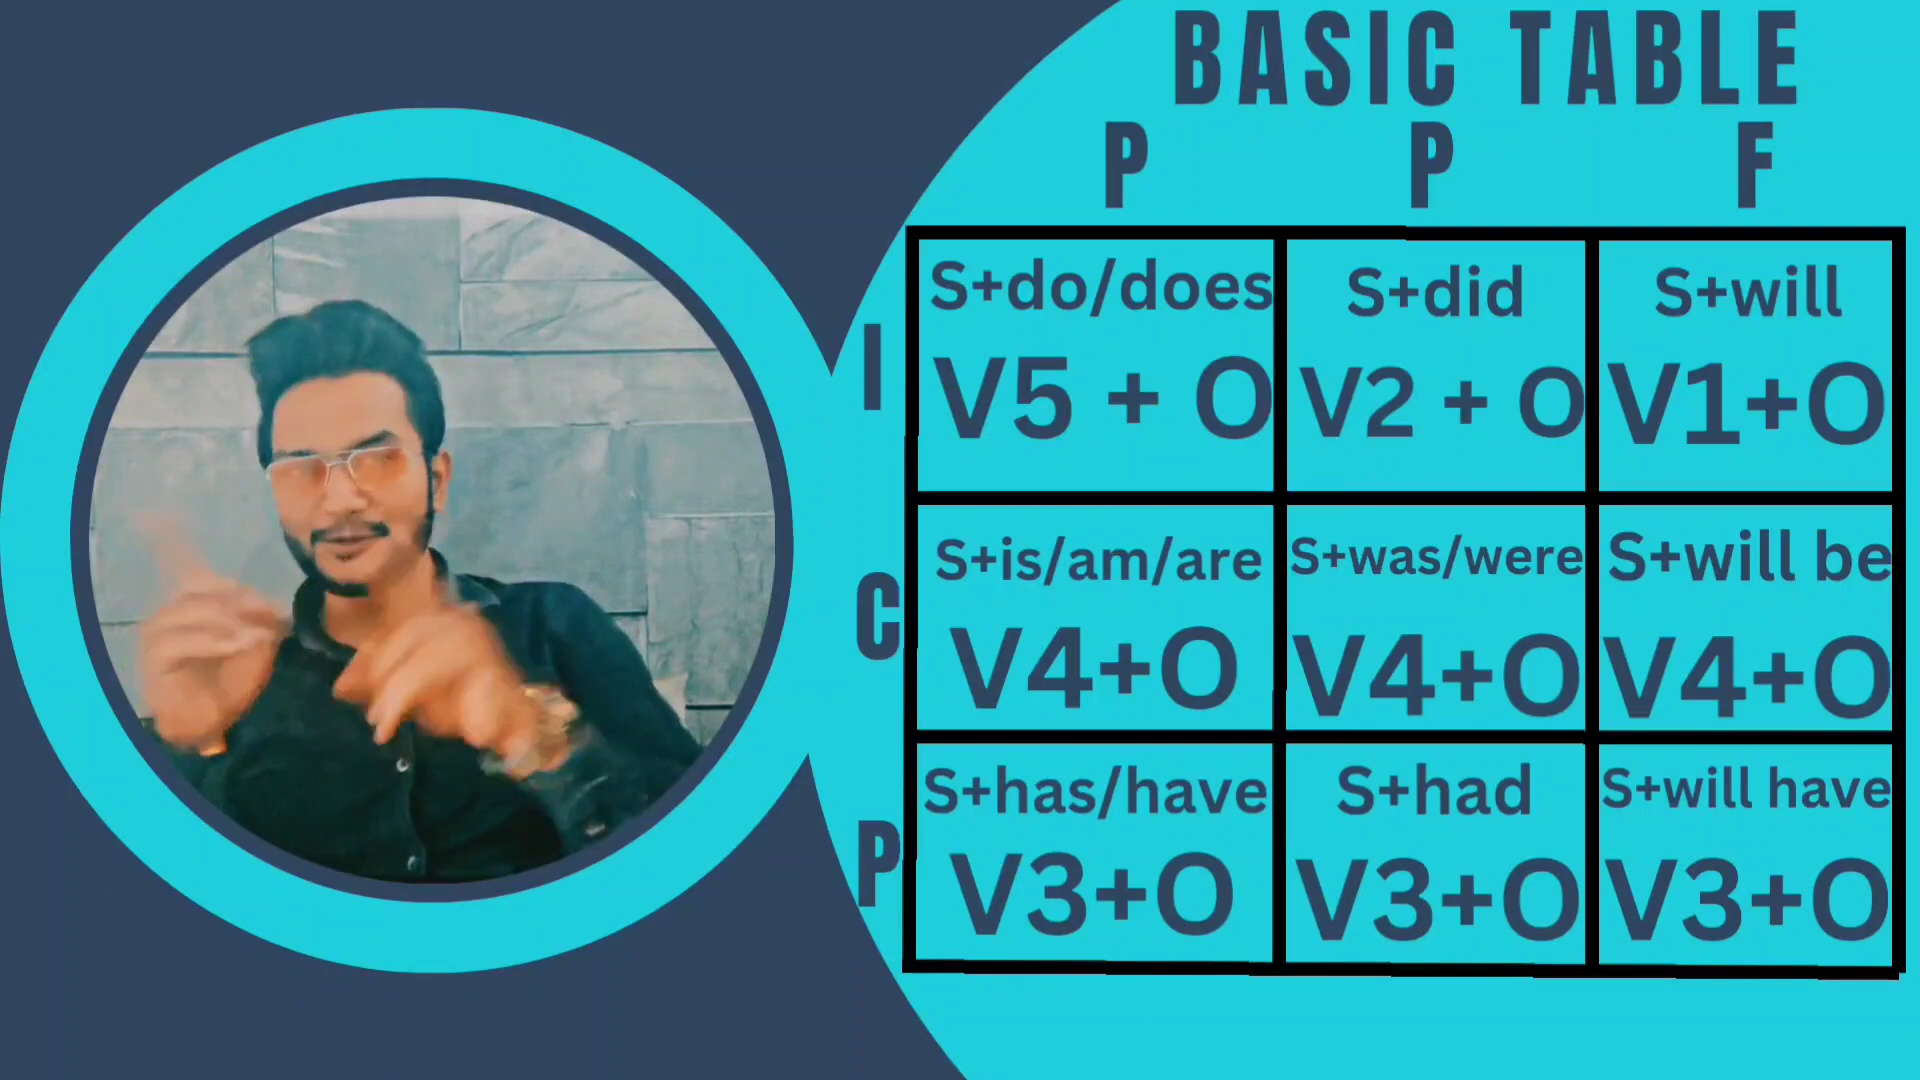 BASIC TABLE
P P F
I
S+do/does S+did S+will
V5 + O V2 + O V1+O
C
S+is/am/are S+was/were S+will be
V4+O V4+O V4+O
P
S+has/have S+had S+will have
V3+O V3+O V3+O